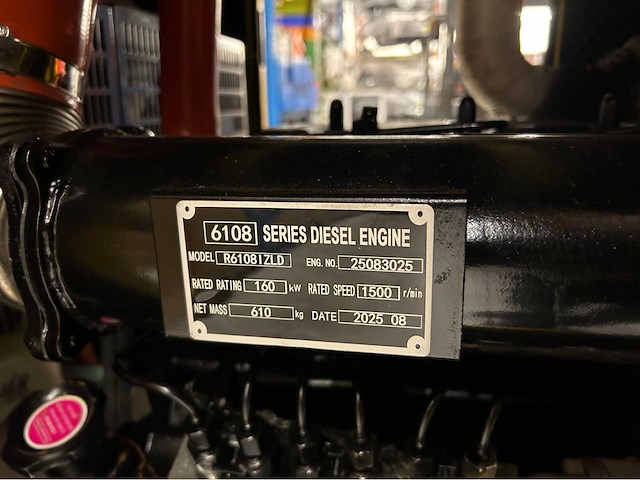 6108 SERIES DIESEL ENGINE
MODEL R6108IZLD ENG. NO. 25083025
RATED RATING 160 kW RATED SPEED 1500 r/min
NET MASS 610 kg DATE 2025 08